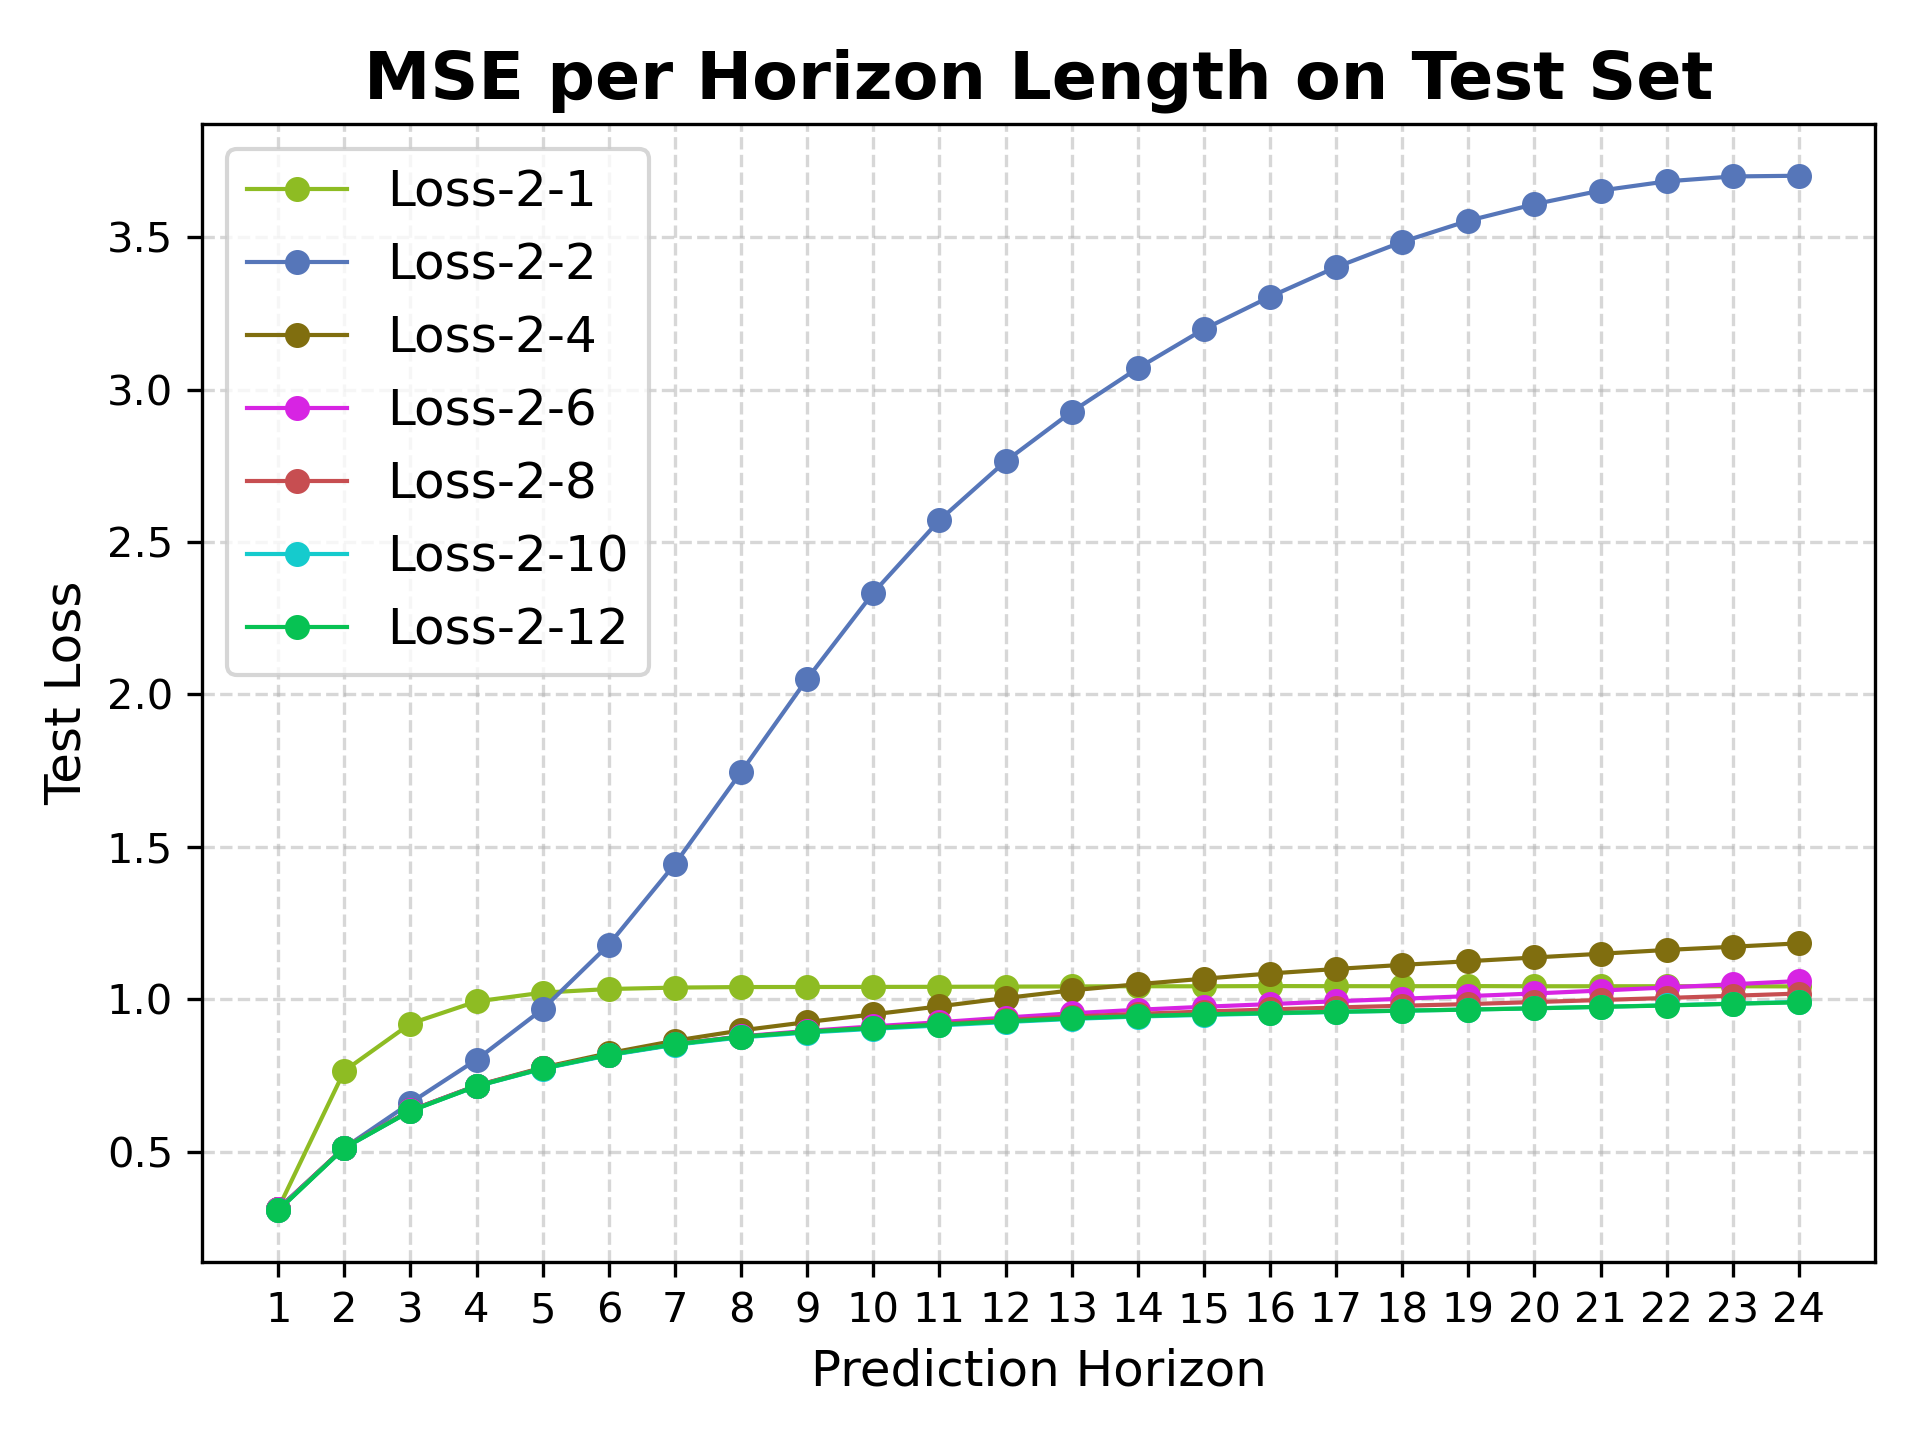 MSE per Horizon Length on Test Set
Loss-2-1
Loss-2-2
Loss-2-4
Loss-2-6
Loss-2-8
Loss-2-10
Loss-2-12
3.5
3.0
2.5
2.0
1.5
1.0
0.5
Test Loss
1 2 3 4 5 6 7 8 9 10 11 12 13 14 15 16 17 18 19 20 21 22 23 24
Prediction Horizon